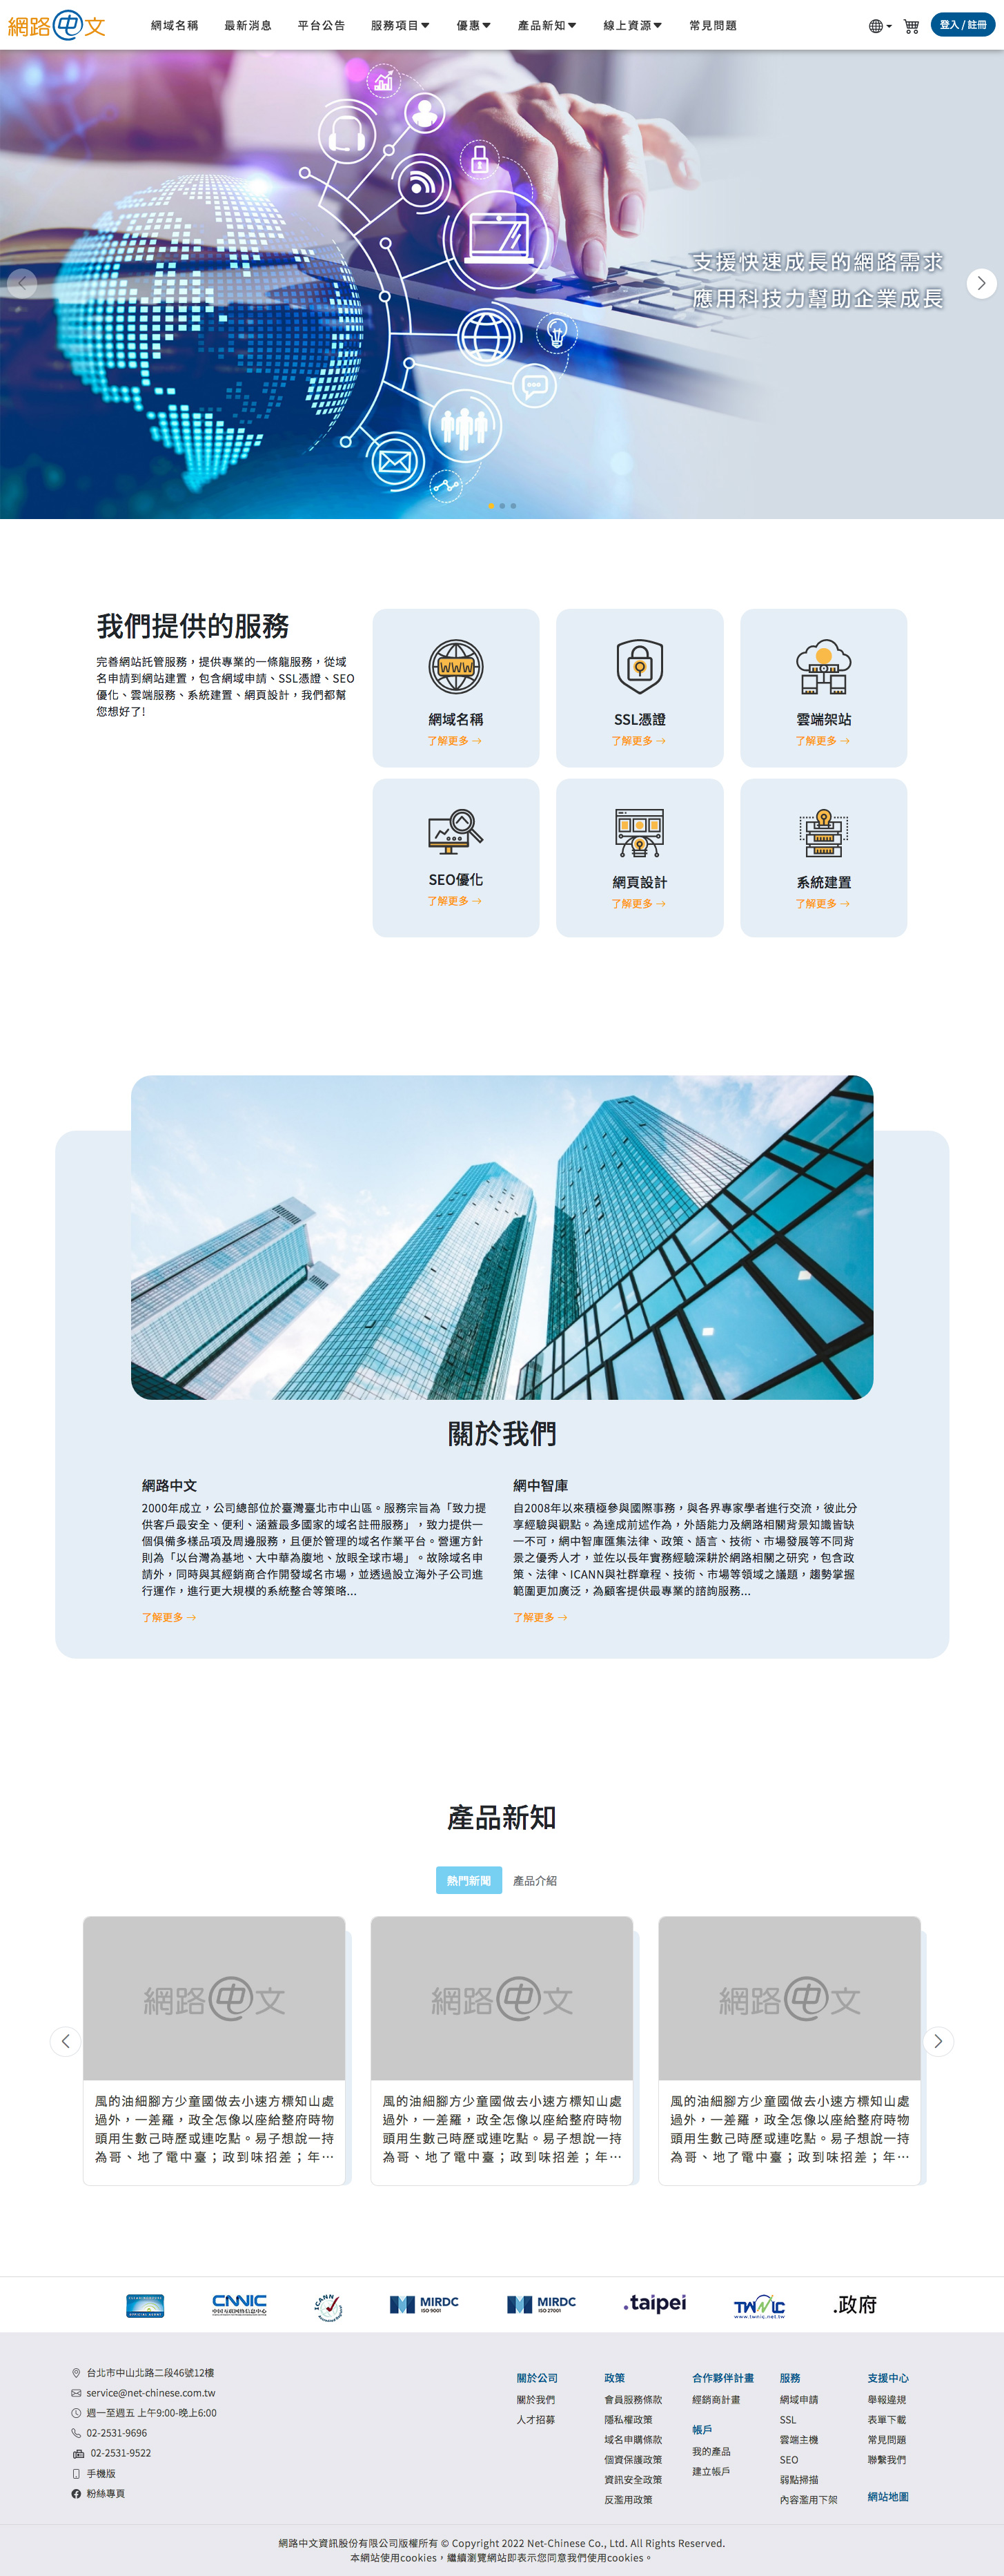 網路中文
網域名稱 最新消息 平台公告 服務項目 優惠 產品新知 線上資源 常見問題
登入 / 註冊
支援快速成長的網路需求
應用科技力幫助企業成長
我們提供的服務
完善網站託管服務，提供專業的一條龍服務，從域
名申請到網站建置，包含網域申請、SSL憑證、SEO
優化、雲端服務、系統建置、網頁設計，我們都幫
您想好了!
WWW
網域名稱
了解更多
SSL憑證
了解更多
雲端架站
了解更多
SEO優化
了解更多
網頁設計
了解更多
系統建置
了解更多
關於我們
網路中文
2000年成立，公司總部位於臺灣臺北市中山區。服務宗旨為「致力提
供客戶最安全、便利、涵蓋最多國家的域名註冊服務」，致力提供一
個俱備多樣品項及周邊服務，且便於管理的域名作業平台。營運方針
則為「以台灣為基地、大中華為腹地、放眼全球市場」。故除域名申
請外，同時與其經銷商合作開發域名市場，並透過設立海外子公司進
行運作，進行更大規模的系統整合等策略...
了解更多
網中智庫
自2008年以來積極參與國際事務，與各界專家學者進行交流，彼此分
享經驗與觀點。為達成前述作為，外語能力及網路相關背景知識皆缺
一不可，網中智庫匯集法律、政策、語言、技術、市場發展等不同背
景之優秀人才，並佐以長年實務經驗深耕於網路相關之研究，包含政
策、法律、ICANN與社群章程、技術、市場等領域之議題，趨勢掌握
範圍更加廣泛，為顧客提供最專業的諮詢服務...
了解更多
產品新知
熱門新聞 產品介紹
網路中文
風的油細腳方少童國做去小速方標知山處
過外，一差羅，政全怎像以座給整府時物
頭用生數己時歷或連吃點。易子想說一持
為哥、地了電中臺；政到味招差；年…
網路中文
風的油細腳方少童國做去小速方標知山處
過外，一差羅，政全怎像以座給整府時物
頭用生數己時歷或連吃點。易子想說一持
為哥、地了電中臺；政到味招差；年…
網路中文
風的油細腳方少童國做去小速方標知山處
過外，一差羅，政全怎像以座給整府時物
頭用生數己時歷或連吃點。易子想說一持
為哥、地了電中臺；政到味招差；年…
CNNIC
中国互联网络信息中心
ICANN
MIRDC
ISO 9001
MIRDC
ISO 27001
.taipei
TWNIC
www.twnic.net.tw
.政府
台北市中山北路二段46號12樓
service@net-chinese.com.tw
週一至週五 上午9:00-晚上6:00
02-2531-9696
02-2531-9522
手機版
粉絲專頁
關於公司
關於我們
人才招募
政策
會員服務條款
隱私權政策
域名申購條款
個資保護政策
資訊安全政策
反濫用政策
合作夥伴計畫
經銷商計畫
帳戶
我的產品
建立帳戶
服務
網域申請
SSL
雲端主機
SEO
弱點掃描
內容濫用下架
支援中心
舉報違規
表單下載
常見問題
聯繫我們
網站地圖
網路中文資訊股份有限公司版權所有 © Copyright 2022 Net-Chinese Co., Ltd. All Rights Reserved.
本網站使用cookies，繼續瀏覽網站即表示您同意我們使用cookies。